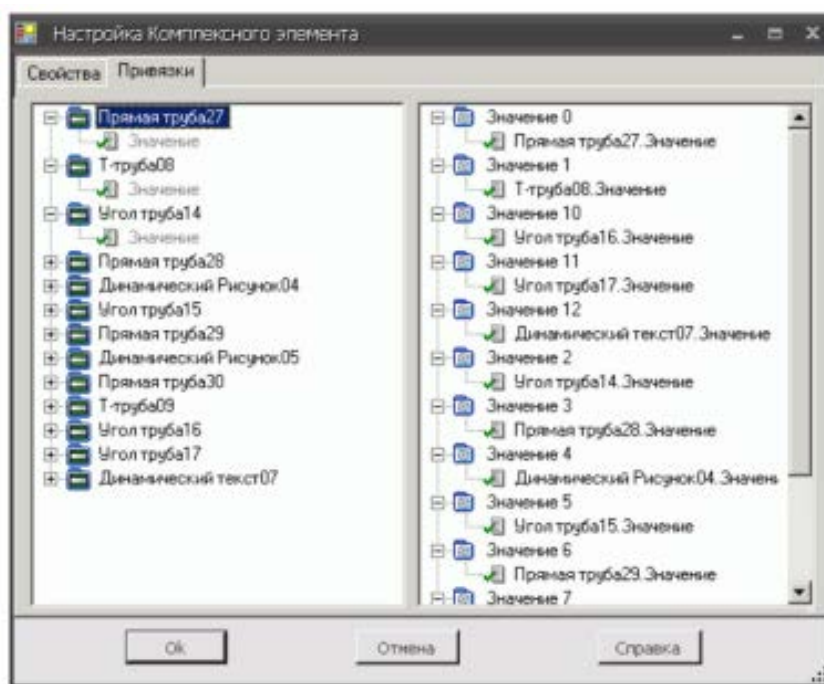 Настройка Комплексного элемента
Свойства Привязки
Прямая труба27
Значение
Т-труба08
Значение
Угол труба14
Значение
Прямая труба28
Динамический Рисунок04
Угол труба15
Прямая труба29
Динамический Рисунок05
Прямая труба30
Т-труба09
Угол труба16
Угол труба17
Динамический текст07
Значение 0
Прямая труба27.Значение
Значение 1
Т-труба08.Значение
Значение 10
Угол труба16.Значение
Значение 11
Угол труба17.Значение
Значение 12
Динамический текст07.Значение
Значение 2
Угол труба14.Значение
Значение 3
Прямая труба28.Значение
Значение 4
Динамический Рисунок04.Значени
Значение 5
Угол труба15.Значение
Значение 6
Прямая труба29.Значение
Значение 7
Ok Отмена Справка